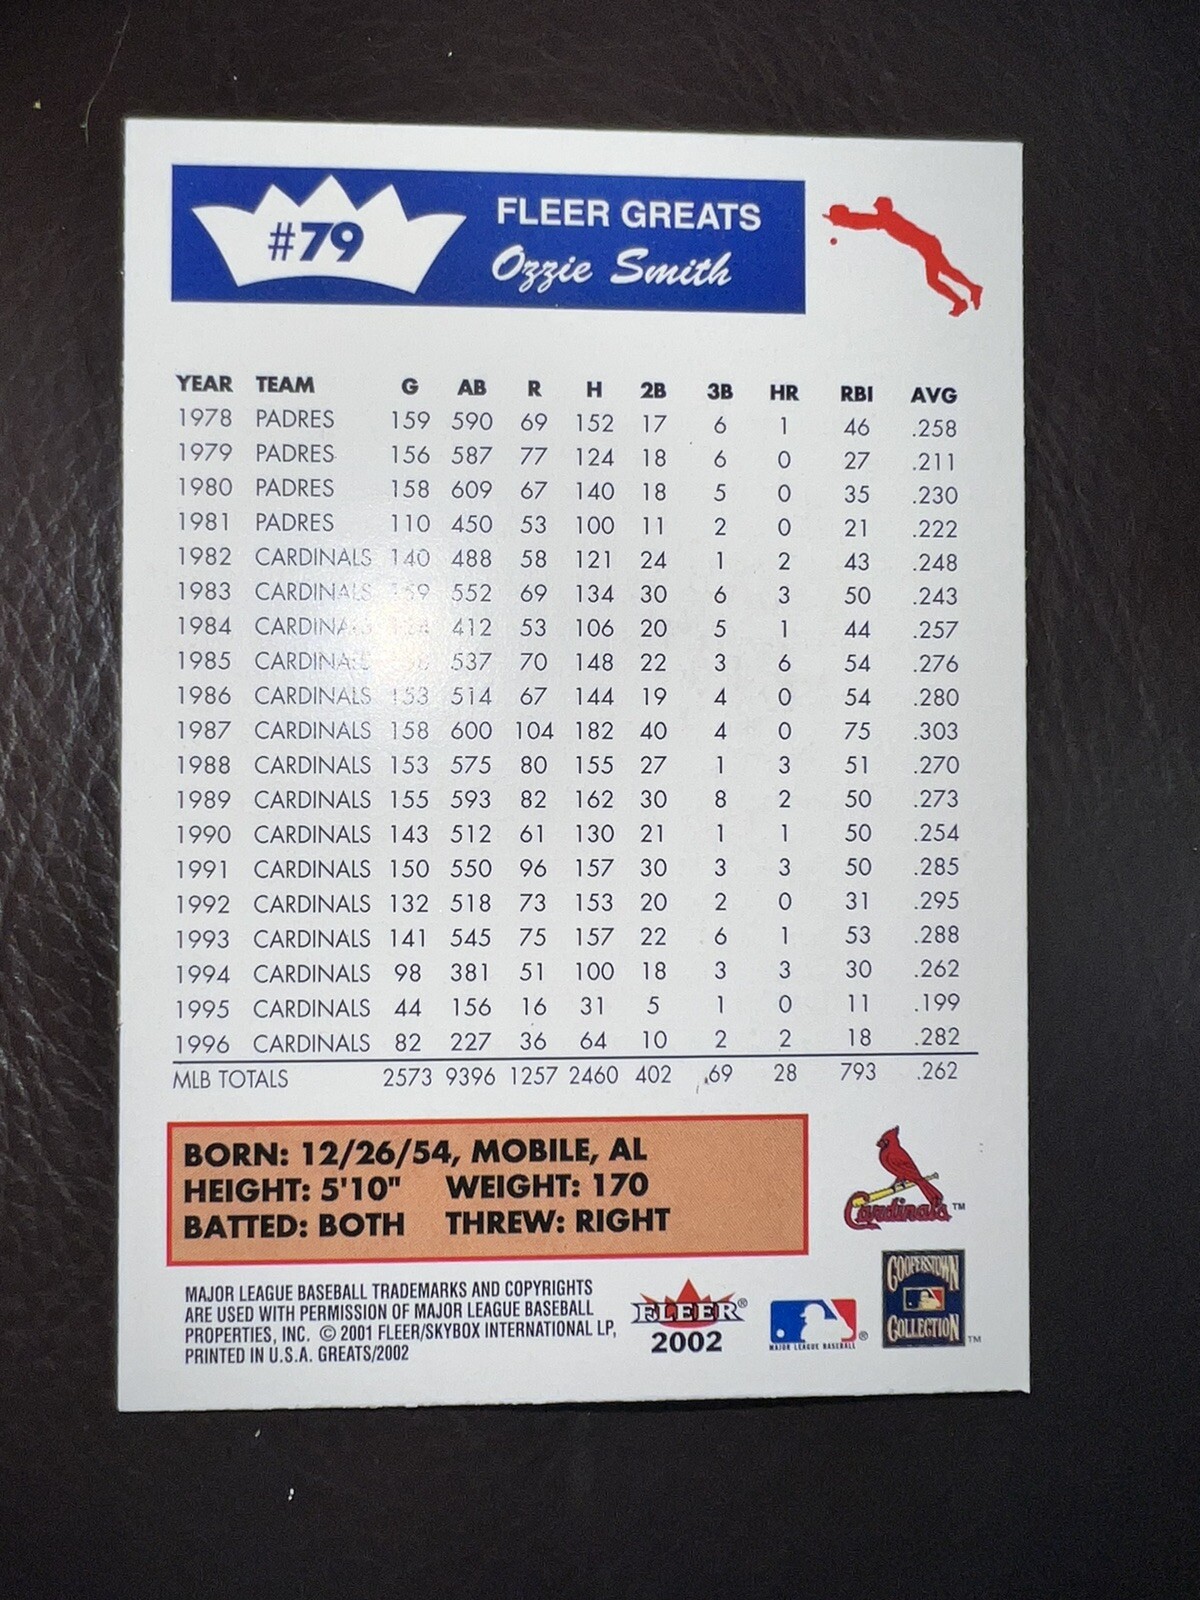 #79
FLEER GREATS
Ozzie Smith
YEAR TEAM G AB R H 2B 3B HR RBI AVG
1978 PADRES 159 590 69 152 17 6 1 46 .258
1979 PADRES 156 587 77 124 18 6 0 27 .211
1980 PADRES 158 609 67 140 18 5 0 35 .230
1981 PADRES 110 450 53 100 11 2 0 21 .222
1982 CARDINALS 140 488 58 121 24 1 2 43 .248
1983 CARDINALS 159 552 69 134 30 6 3 50 .243
1984 CARDINALS 412 53 106 20 5 1 44 .257
1985 CARDINALS 537 70 148 22 3 6 54 .276
1986 CARDINALS 153 514 67 144 19 4 0 54 .280
1987 CARDINALS 158 600 104 182 40 4 0 75 .303
1988 CARDINALS 153 575 80 155 27 1 3 51 .270
1989 CARDINALS 155 593 82 162 30 8 2 50 .273
1990 CARDINALS 143 512 61 130 21 1 1 50 .254
1991 CARDINALS 150 550 96 157 30 3 3 50 .285
1992 CARDINALS 132 518 73 153 20 2 0 31 .295
1993 CARDINALS 141 545 75 157 22 6 1 53 .288
1994 CARDINALS 98 381 51 100 18 3 3 30 .262
1995 CARDINALS 44 156 16 31 5 1 0 11 .199
1996 CARDINALS 82 227 36 64 10 2 2 18 .282
MLB TOTALS 2573 9396 1257 2460 402 69 28 793 .262
BORN: 12/26/54, MOBILE, AL
HEIGHT: 5'10" WEIGHT: 170
BATTED: BOTH THREW: RIGHT
Cardinals™
MAJOR LEAGUE BASEBALL TRADEMARKS AND COPYRIGHTS
ARE USED WITH PERMISSION OF MAJOR LEAGUE BASEBALL
PROPERTIES, INC. © 2001 FLEER/SKYBOX INTERNATIONAL LP,
PRINTED IN U.S.A. GREATS/2002
FLEER®
2002
MAJOR LEAGUE BASEBALL®
COOPERSTOWN
COLLECTION™